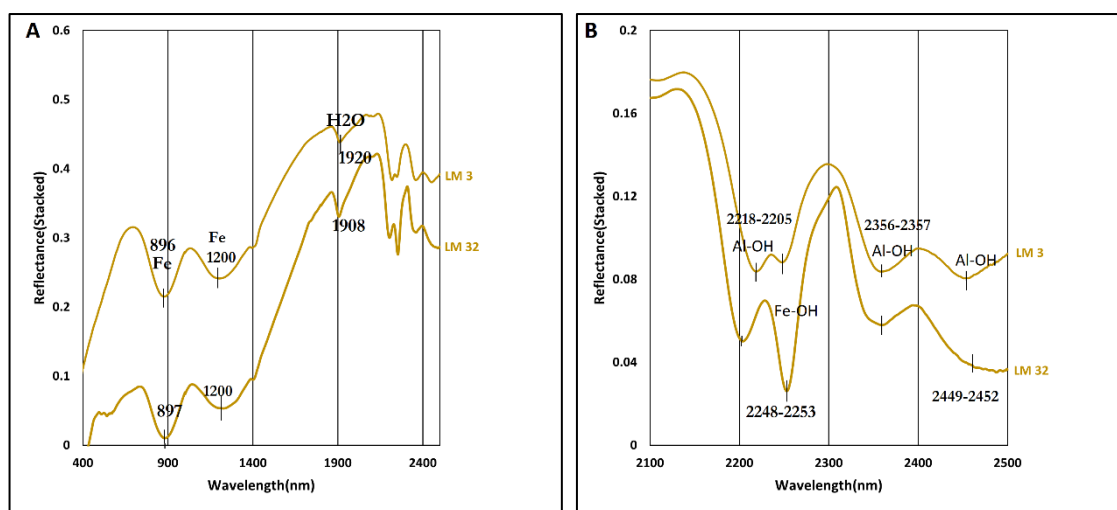 A
Reflectance(Stacked)
0.6
0.5
0.4
0.3
0.2
0.1
0
H2O
1920
1908
LM 3
LM 32
896
Fe
Fe
1200
897
1200
400 900 1400 1900 2400
Wavelength(nm)
B
Reflectance(Stacked)
0.2
0.16
0.12
0.08
0.04
0
2218-2205
Al-OH
2356-2357
Al-OH
Al-OH
LM 3
Fe-OH
LM 32
2248-2253
2449-2452
2100 2200 2300 2400 2500
Wavelength(nm)